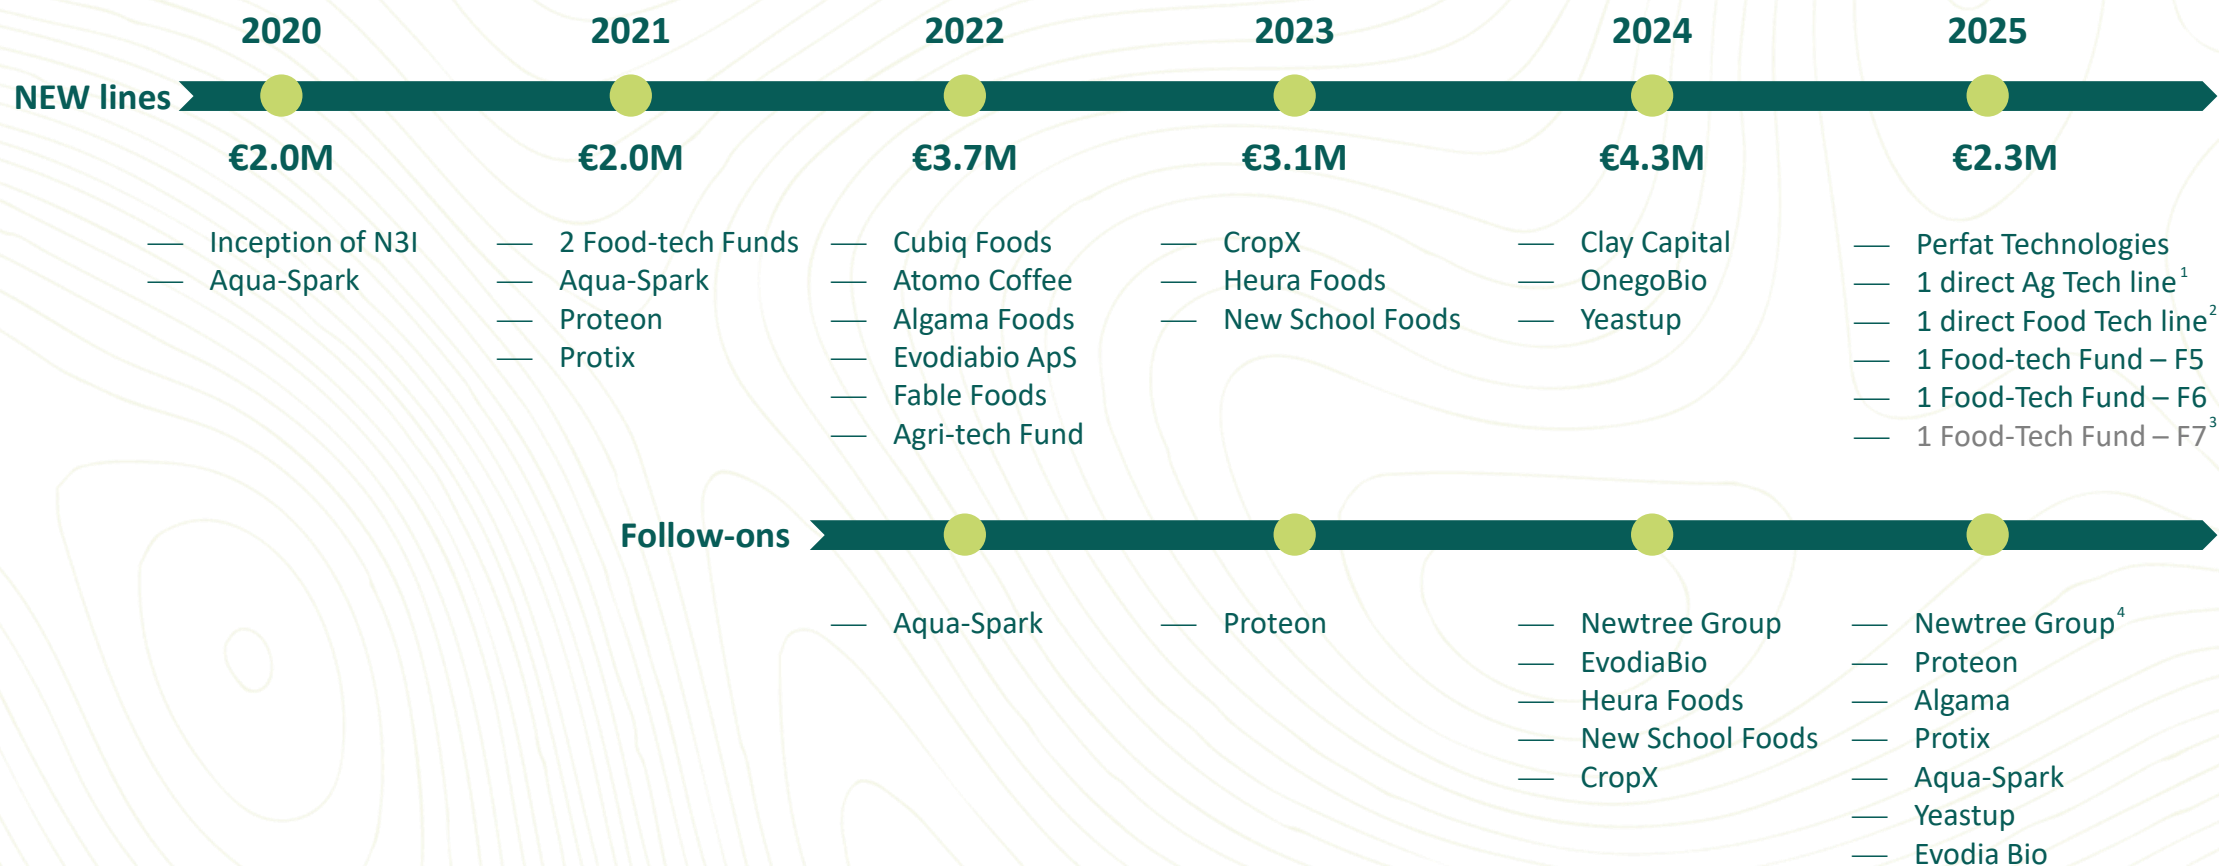 2020 2021 2022 2023 2024 2025
NEW lines
€2.0M €2.0M €3.7M €3.1M €4.3M €2.3M
— Inception of N3I
— Aqua-Spark
— 2 Food-tech Funds
— Aqua-Spark
— Proteon
— Protix
— Cubiq Foods
— Atomo Coffee
— Algama Foods
— Evodiabio ApS
— Fable Foods
— Agri-tech Fund
— CropX
— Heura Foods
— New School Foods
— Clay Capital
— OnegoBio
— Yeastup
— Perfat Technologies
— 1 direct Ag Tech line¹
— 1 direct Food Tech line²
— 1 Food-tech Fund – F5
— 1 Food-Tech Fund – F6
— 1 Food-Tech Fund – F7³
Follow-ons
— Aqua-Spark
— Proteon
— Newtree Group
— EvodiaBio
— Heura Foods
— New School Foods
— CropX
— Newtree Group⁴
— Proteon
— Algama
— Protix
— Aqua-Spark
— Yeastup
— Evodia Bio